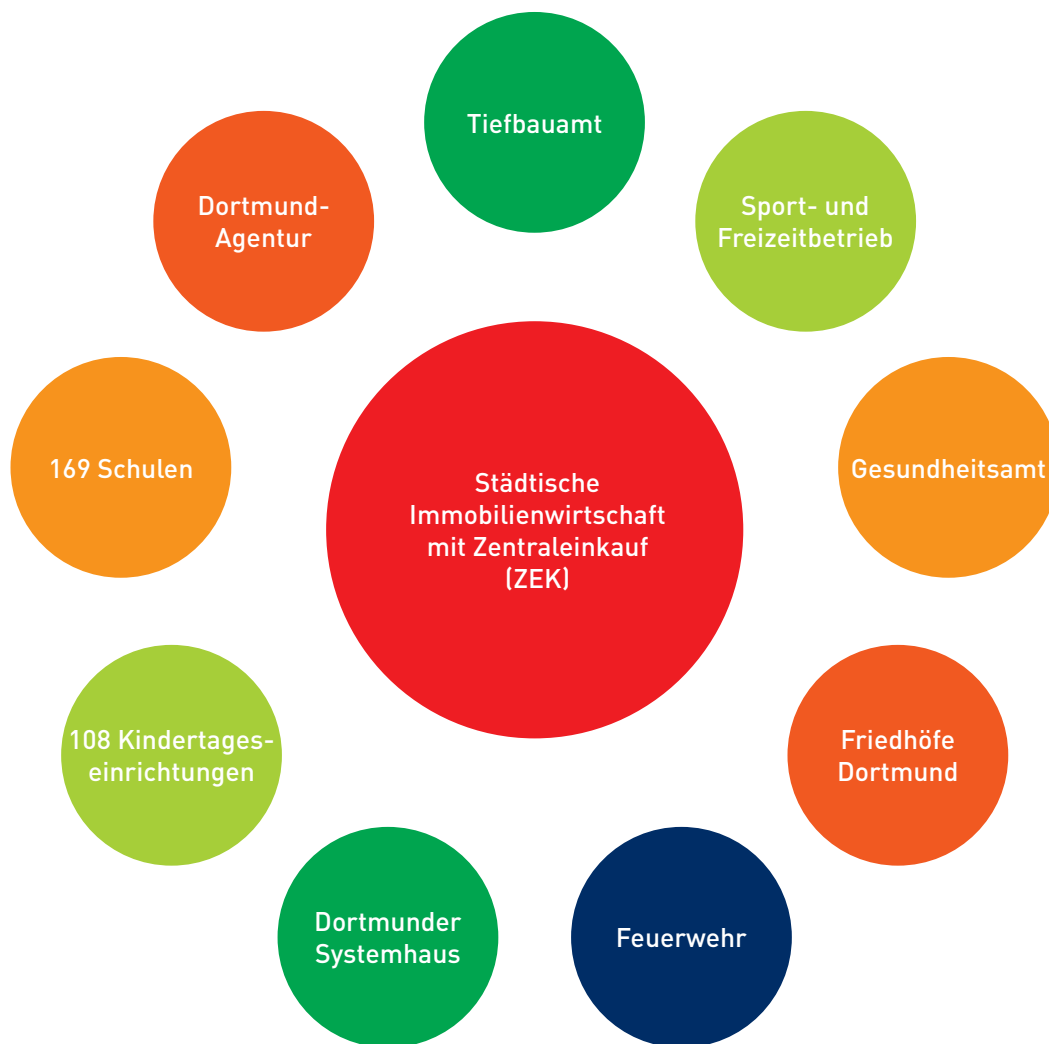 Tiefbauamt
Dortmund-
Agentur
Sport- und
Freizeitbetrieb
169 Schulen
Gesundheitsamt
Städtische
Immobilienwirtschaft
mit Zentraleinkauf
(ZEK)
108 Kindertages-
einrichtungen
Friedhöfe
Dortmund
Dortmunder
Systemhaus
Feuerwehr